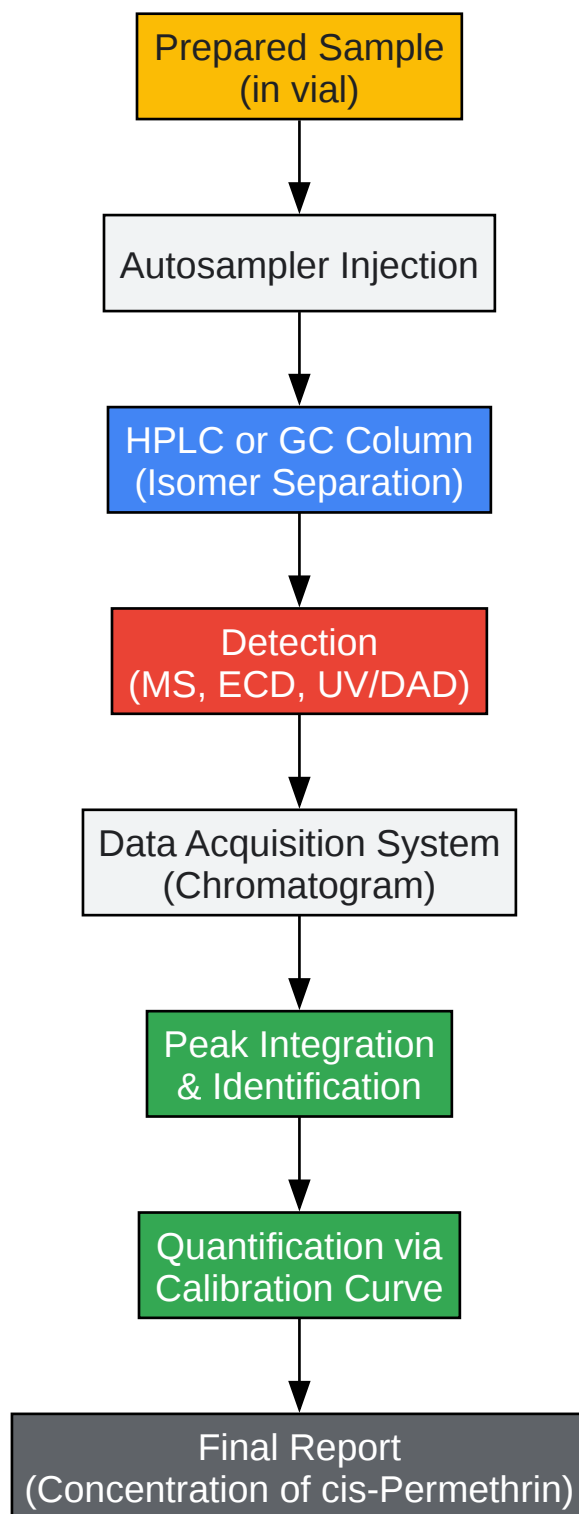 Prepared Sample
(in vial)
Autosampler Injection
HPLC or GC Column
(Isomer Separation)
Detection
(MS, ECD, UV/DAD)
Data Acquisition System
(Chromatogram)
Peak Integration
& Identification
Quantification via
Calibration Curve
Final Report
(Concentration of cis-Permethrin)